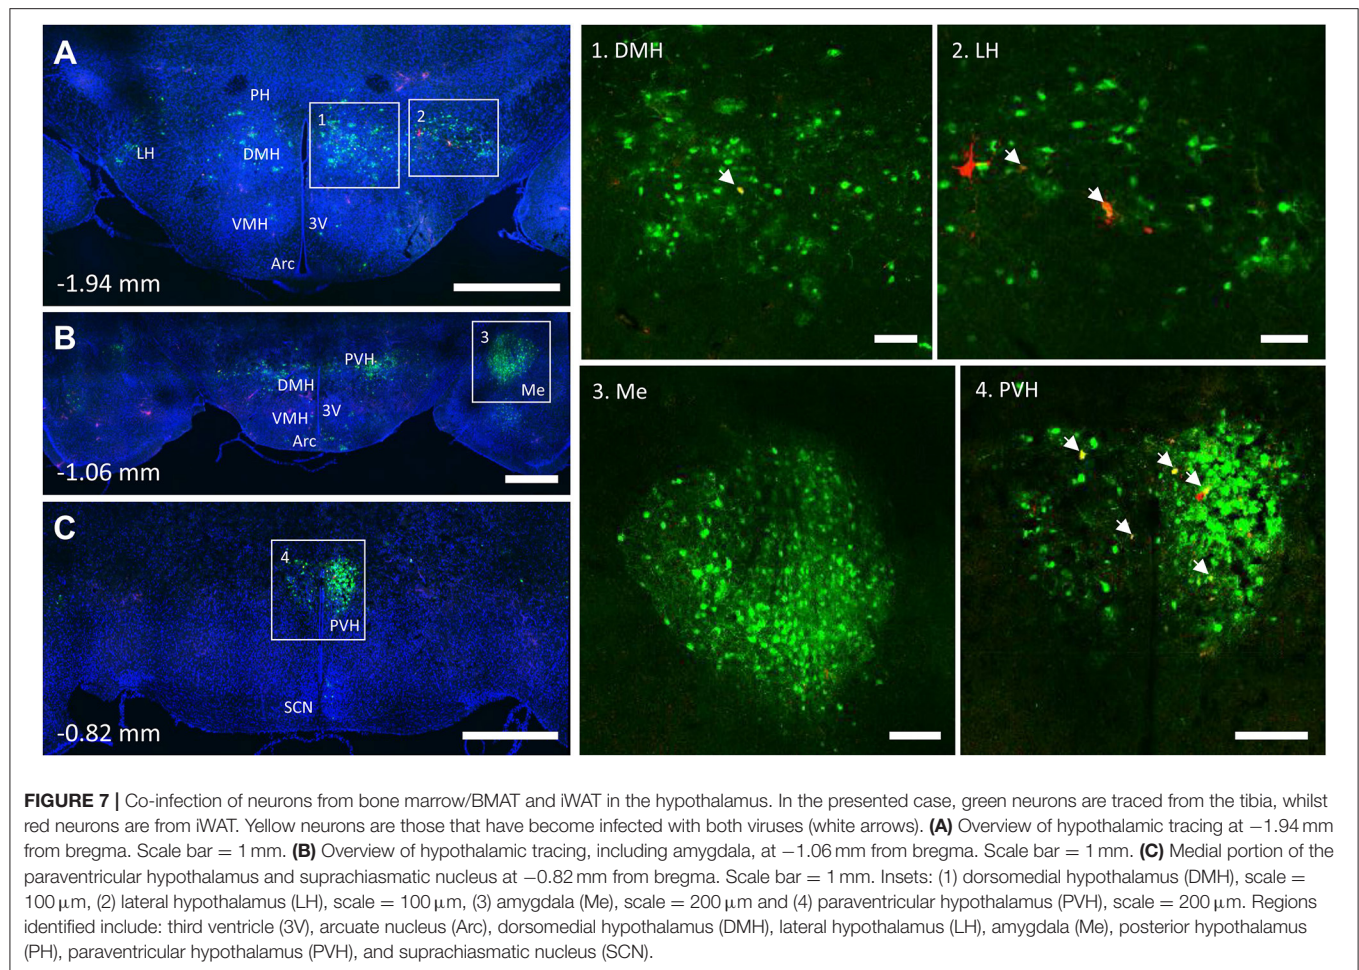 A
PH
1
2
LH
DMH
VMH
3V
Arc
-1.94 mm
B
3
PVH
DMH
Me
VMH
3V
Arc
-1.06 mm
C
4
PVH
SCN
-0.82 mm
1. DMH
2. LH
3. Me
4. PVH
FIGURE 7 | Co-infection of neurons from bone marrow/BMAT and iWAT in the hypothalamus. In the presented case, green neurons are traced from the tibia, whilst
red neurons are from iWAT. Yellow neurons are those that have become infected with both viruses (white arrows). (A) Overview of hypothalamic tracing at −1.94 mm
from bregma. Scale bar = 1 mm. (B) Overview of hypothalamic tracing, including amygdala, at −1.06 mm from bregma. Scale bar = 1 mm. (C) Medial portion of the
paraventricular hypothalamus and suprachiasmatic nucleus at −0.82 mm from bregma. Scale bar = 1 mm. Insets: (1) dorsomedial hypothalamus (DMH), scale =
100 μm, (2) lateral hypothalamus (LH), scale = 100 μm, (3) amygdala (Me), scale = 200 μm and (4) paraventricular hypothalamus (PVH), scale = 200 μm. Regions
identified include: third ventricle (3V), arcuate nucleus (Arc), dorsomedial hypothalamus (DMH), lateral hypothalamus (LH), amygdala (Me), posterior hypothalamus
(PH), paraventricular hypothalamus (PVH), and suprachiasmatic nucleus (SCN).